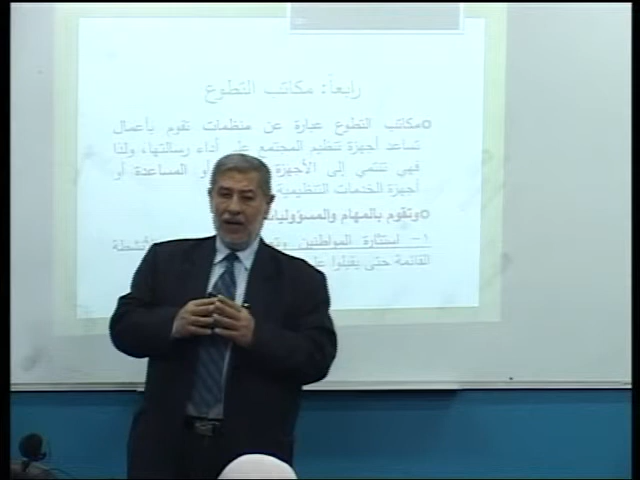 رابعاً: مكاتب التطوع
مكاتب التطوع عبارة عن منظمات تقوم بأعمال
تساعد أجهزة تنظيم المجتمع على أداء رسالتها، ولذا
فهي تنتمي إلى الأجهزة أو المساعدة أو
أجهزة الخدمات التنظيمية
وتقوم بالمهام والمسؤوليات
١- استثارة المواطنين
القائمة حتى يقبلوا